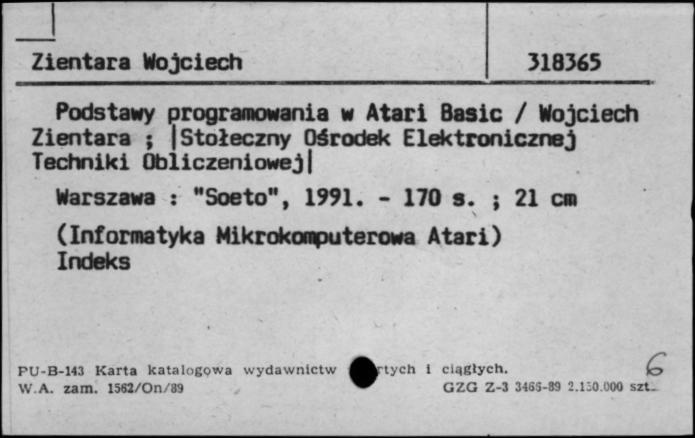 Zientara Wojciech 318365
Podstawy programowania w Atari Basic / Wojciech
Zientara ; |Stołeczny Ośrodek Elektronicznej
Techniki Obliczeniowej|
Warszawa : "Soeto", 1991. - 170 s. ; 21 cm
(Informatyka Mikrokomputerowa Atari)
Indeks
6
PU-B-143 Karta katalogowa wydawnictw rtych i ciągłych.
W.A. zam. 1562/On/89 GZG Z-3 3466-89 2.150.000 szt.